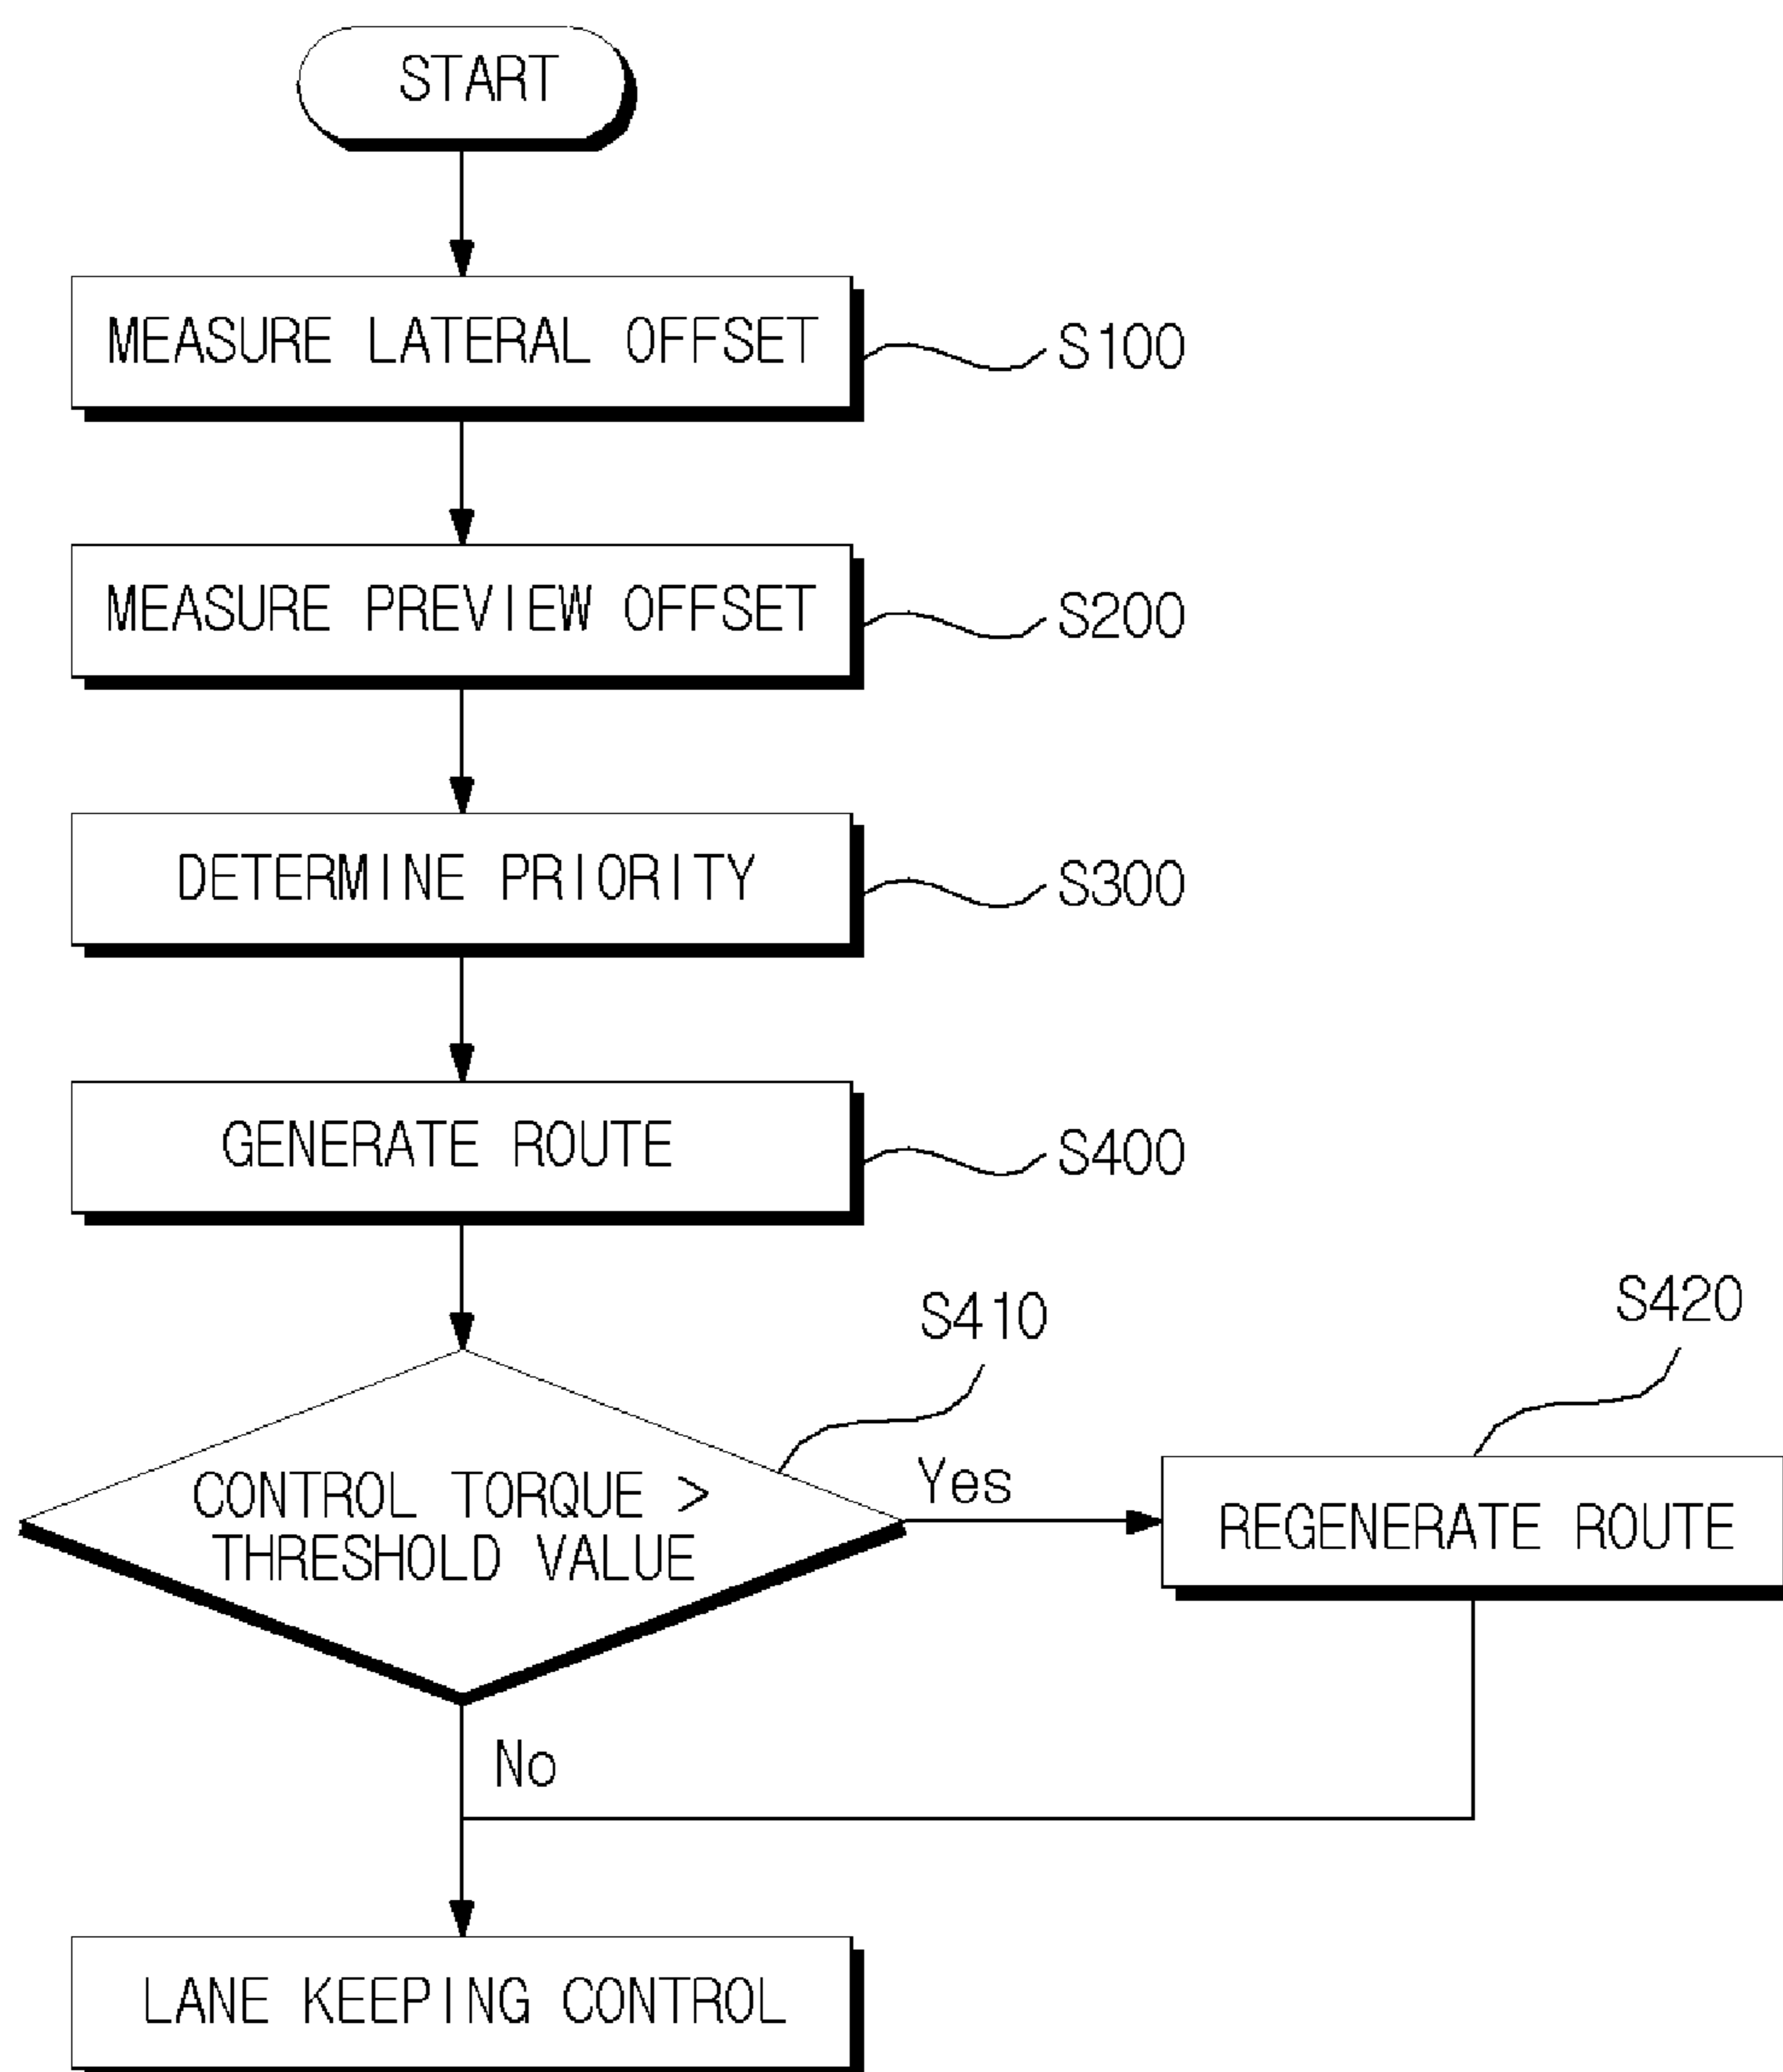 START
MEASURE LATERAL OFFSET
S100
MEASURE PREVIEW OFFSET
S200
DETERMINE PRIORITY
S300
GENERATE ROUTE
S400
S410
S420
CONTROL TORQUE >
THRESHOLD VALUE
Yes
REGENERATE ROUTE
No
LANE KEEPING CONTROL